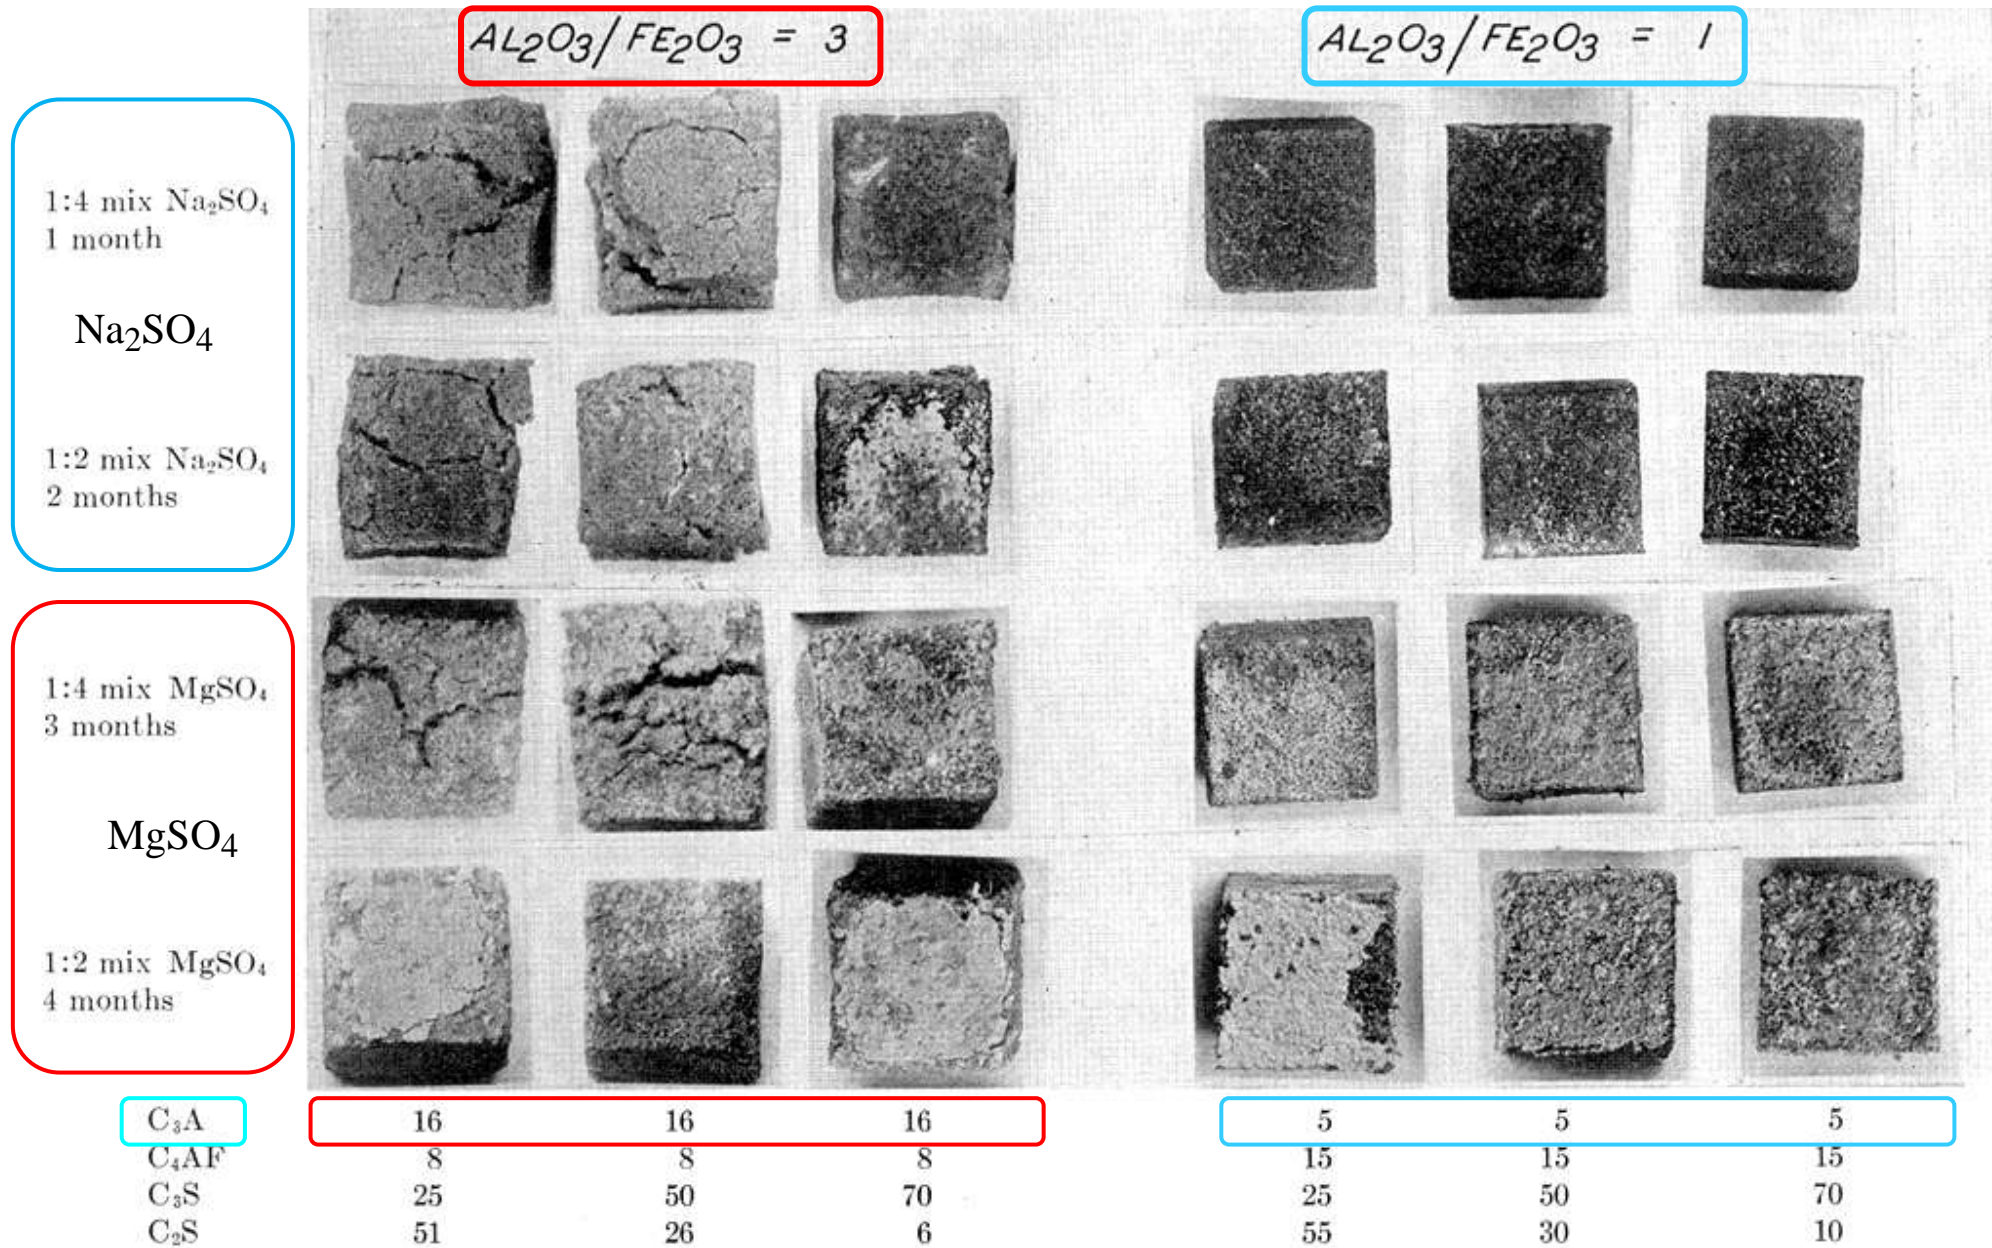 AL₂O₃/FE₂O₃ = 3
AL₂O₃/FE₂O₃ = 1
1:4 mix Na₂SO₄
1 month
Na₂SO₄
1:2 mix Na₂SO₄
2 months
1:4 mix MgSO₄
3 months
MgSO₄
1:2 mix MgSO₄
4 months
C₃A 16 16 16 5 5 5
C₄AF 8 8 8 15 15 15
C₃S 25 50 70 25 50 70
C₂S 51 26 6 55 30 10